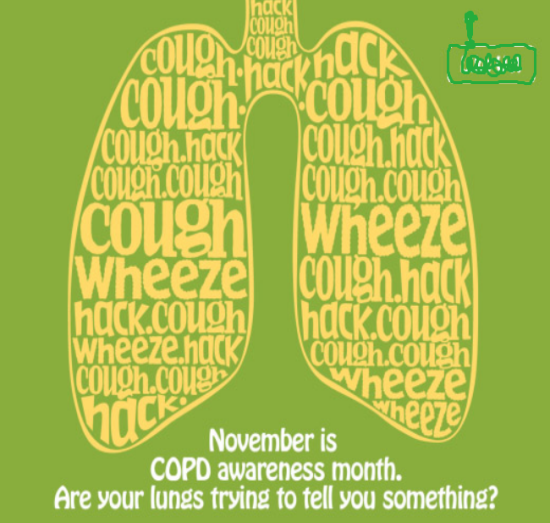 hack
cough
cough
hack
cough.
cough.
cough.hack
cough.cough
cough
wheeze
hack.cough
wheeze.hack
cough.cough
hack.
hack
.cough
cough.hack
cough.cough
wheeze
cough.hack
hack.cough
cough.cough
wheeze
wheeze
November is
COPD awareness month.
Are your lungs trying to tell you something?